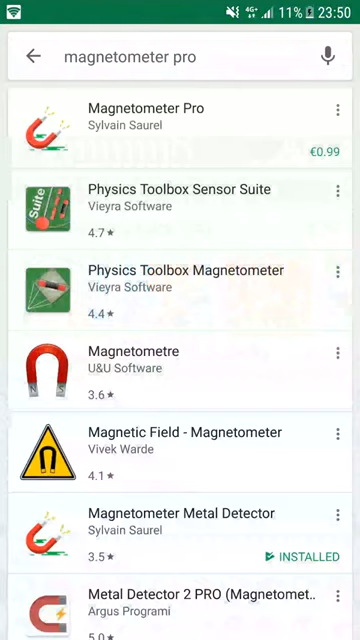 4G+ 11% 23:50
magnetometer pro
Magnetometer Pro
Sylvain Saurel
€0.99
Physics Toolbox Sensor Suite
Suite
Vieyra Software
4.7★
Physics Toolbox Magnetometer
Vieyra Software
4.4★
Magnetometre
U&U Software
3.6★
Magnetic Field - Magnetometer
Vivek Warde
4.1★
Magnetometer Metal Detector
Sylvain Saurel
3.5★ INSTALLED
Metal Detector 2 PRO (Magnetomet..
Argus Programi
5.0★